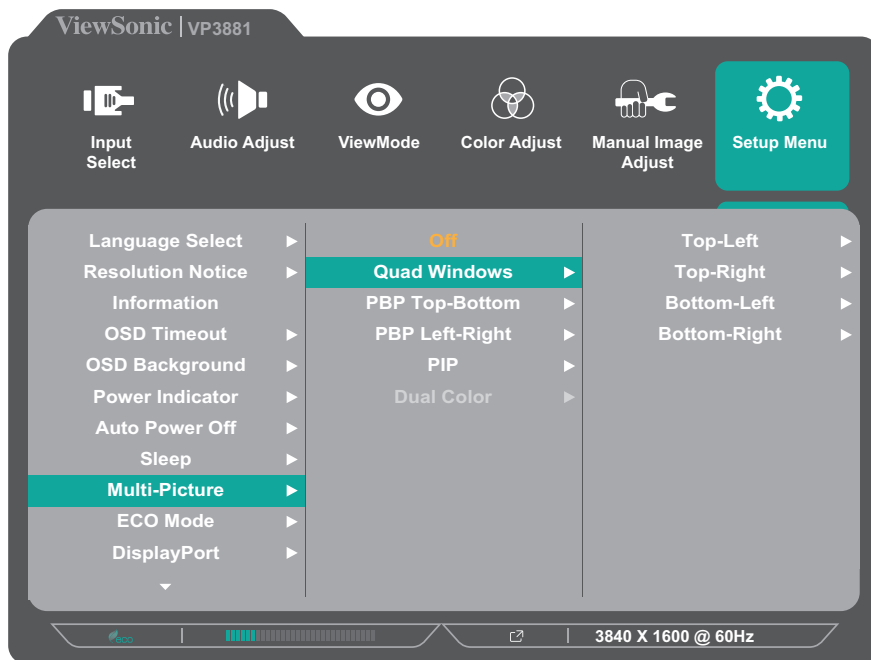 ViewSonic | VP3881
Input Select
Audio Adjust
ViewMode
Color Adjust
Manual Image Adjust
Setup Menu
Language Select
Resolution Notice
Information
OSD Timeout
OSD Background
Power Indicator
Auto Power Off
Sleep
Multi-Picture
ECO Mode
DisplayPort
Off
Quad Windows
PBP Top-Bottom
PBP Left-Right
PIP
Dual Color
Top-Left
Top-Right
Bottom-Left
Bottom-Right
eco
3840 X 1600 @ 60Hz